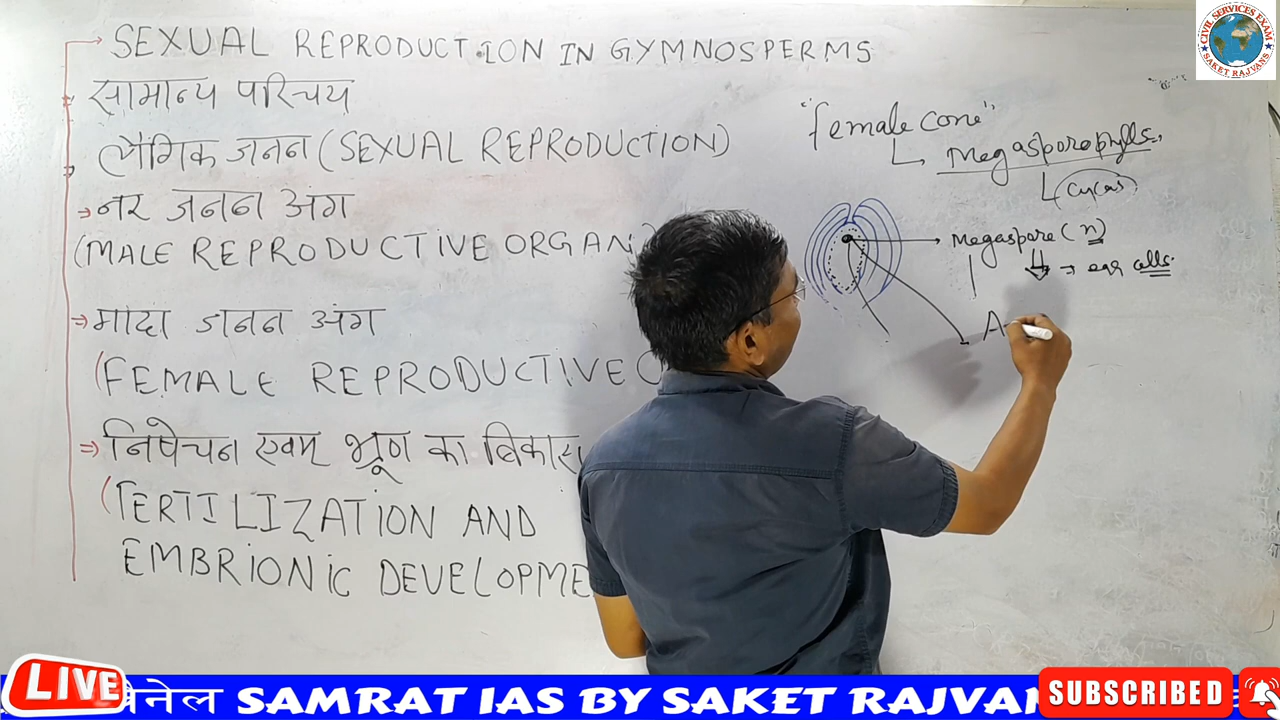 SEXUAL REPRODUCTION IN GYMNOSPERMS
सामान्य परिचय
लैंगिक जनन (SEXUAL REPRODUCTION)
नर जनन अंग
(MALE REPRODUCTIVE ORGAN)
मादा जनन अंग
(FEMALE REPRODUCTIVE O
निषेचन एवम् भ्रूण का विकास
(FERTILIZATION AND
EMBRIONIC DEVELOPME
"female cone"
Megasporophylls
(Cycas)
Megaspore (n)
A
CIVIL SERVICES EXAM
SAKET RAJVANS
LIVE
SAMRAT IAS BY SAKET RAJVAN
SUBSCRIBED